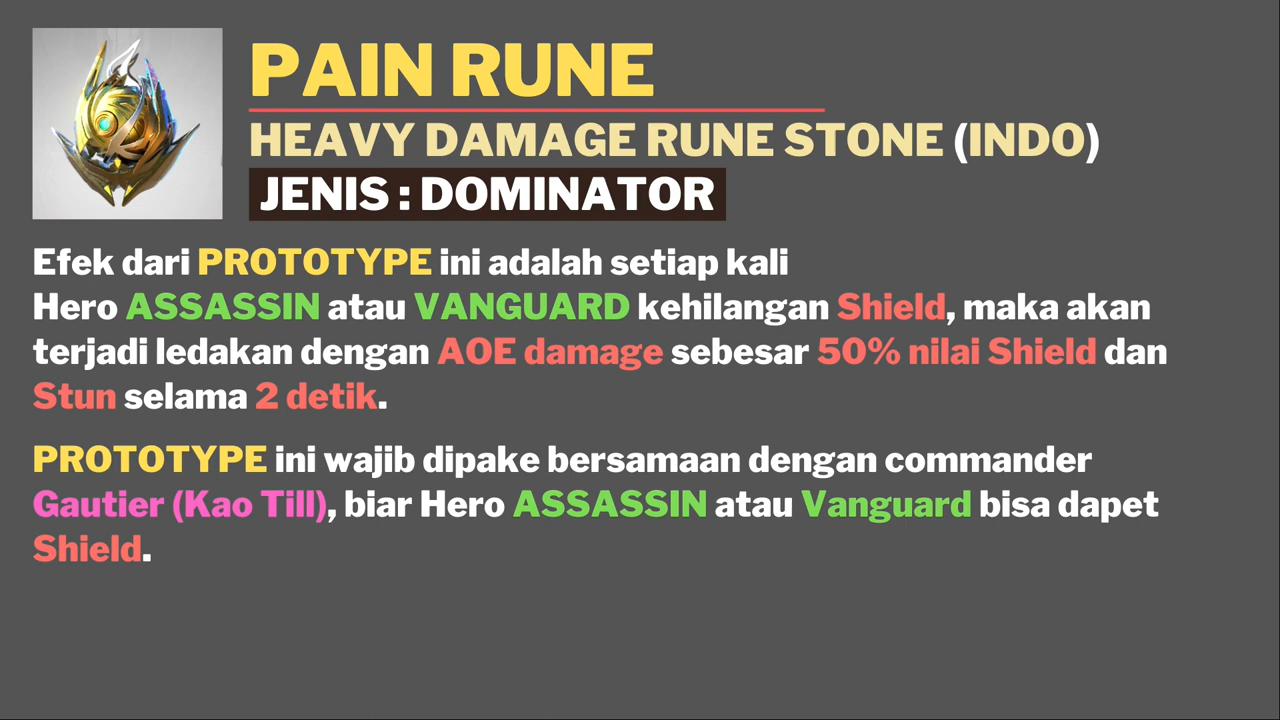 PAIN RUNE
HEAVY DAMAGE RUNE STONE (INDO)
JENIS : DOMINATOR
Efek dari PROTOTYPE ini adalah setiap kali
Hero ASSASSIN atau VANGUARD kehilangan Shield, maka akan
terjadi ledakan dengan AOE damage sebesar 50% nilai Shield dan
Stun selama 2 detik.
PROTOTYPE ini wajib dipake bersamaan dengan commander
Gautier (Kao Till), biar Hero ASSASSIN atau Vanguard bisa dapet
Shield.